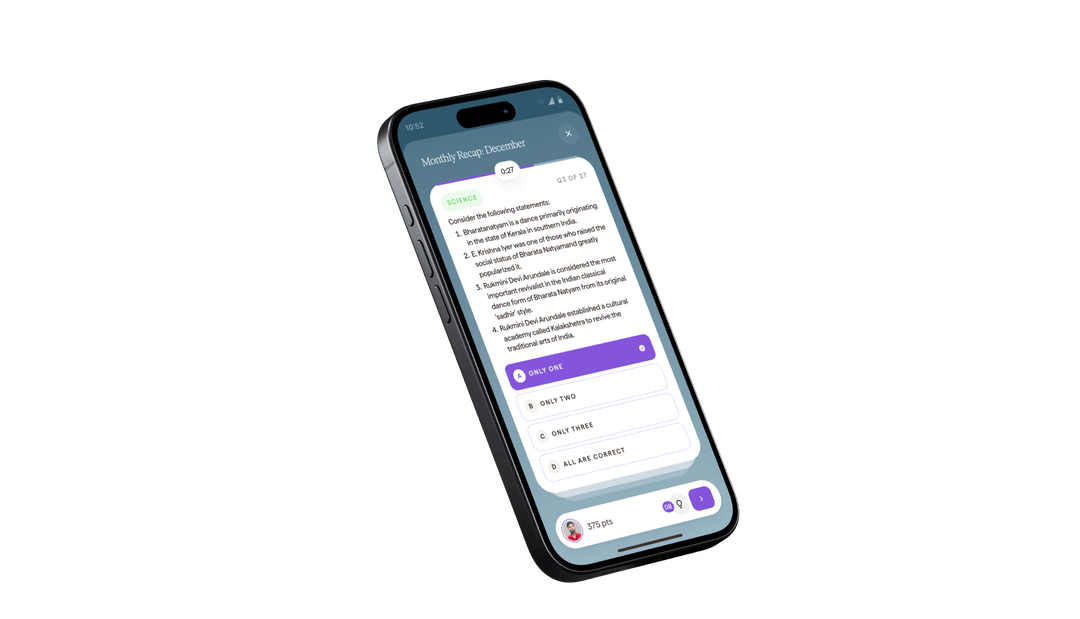 10:52
Monthly Recap: December
0:27
SCIENCE
Q3 OF 27
Consider the following statements:
1. Bharatanatyam is a dance primarily originating
in the state of Kerala in southern India.
2. E. Krishna Iyer was one of those who raised the
social status of Bharata Natyamand greatly
popularized it.
3. Rukmini Devi Arundale is considered the most
important revivalist in the Indian classical
dance form of Bharata Natyam from its original
'sadhir' style.
4. Rukmini Devi Arundale established a cultural
academy called Kalakshetra to revive the
traditional arts of India.
A ONLY ONE
B ONLY TWO
C ONLY THREE
D ALL ARE CORRECT
375 pts
08